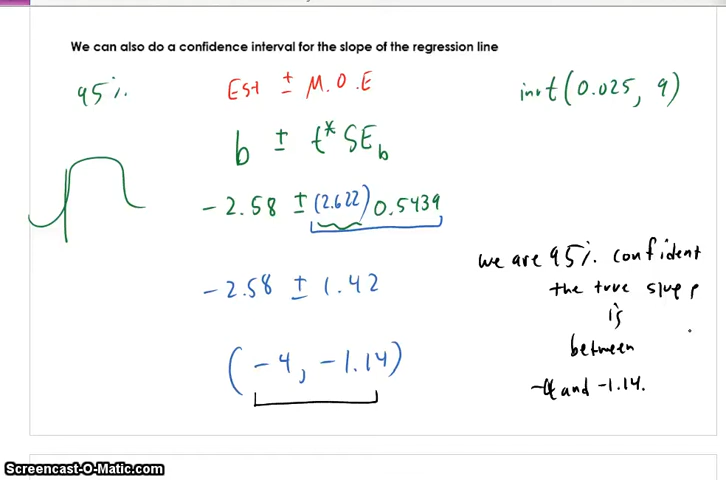 We can also do a confidence interval for the slope of the regression line
95%
Est ± M.O.E
invt(0.025, 9)
b ± t* SE_b
-2.58 ± (2.622) 0.5439
-2.58 ± 1.42
(-4, -1.14)
we are 95% confident
the true slope
is
between
-4 and -1.14.
Screencast-O-Matic.com